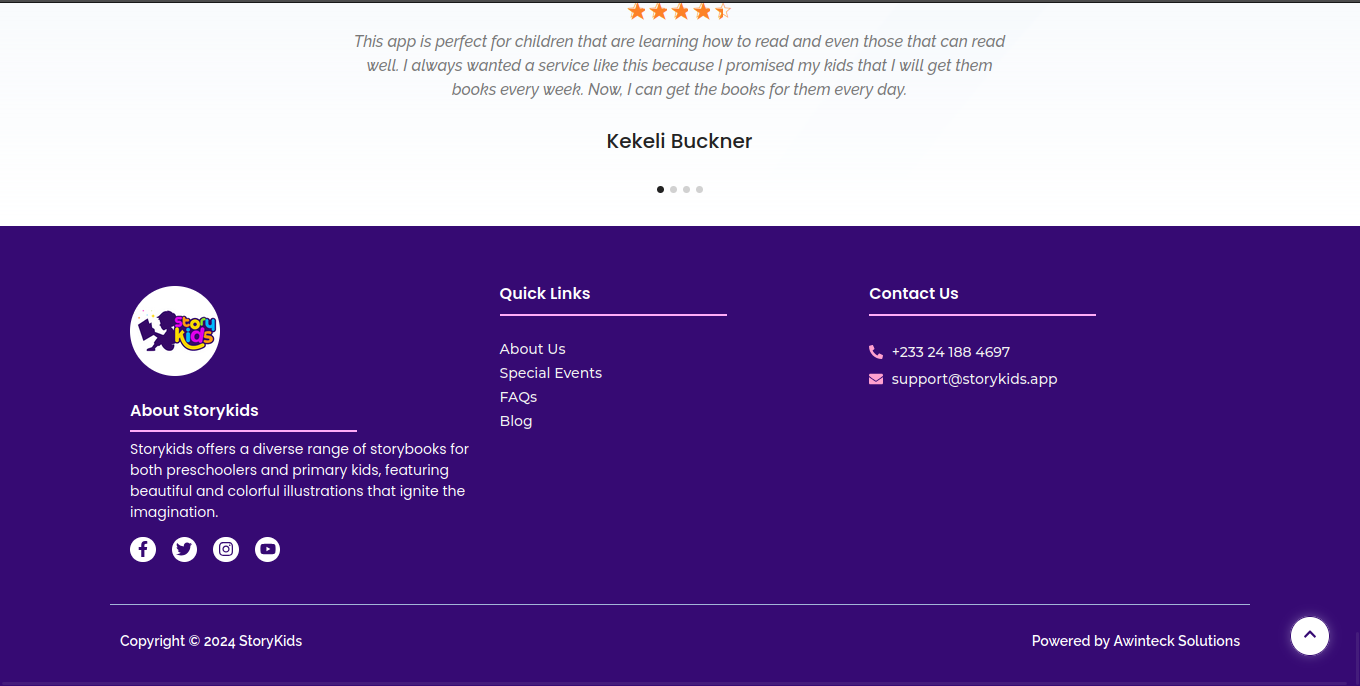 This app is perfect for children that are learning how to read and even those that can read
well. I always wanted a service like this because I promised my kids that I will get them
books every week. Now, I can get the books for them every day.
Kekeli Buckner
story
kids
About Storykids
Storykids offers a diverse range of storybooks for
both preschoolers and primary kids, featuring
beautiful and colorful illustrations that ignite the
imagination.
Quick Links
About Us
Special Events
FAQs
Blog
Contact Us
+233 24 188 4697
support@storykids.app
Copyright © 2024 StoryKids
Powered by Awinteck Solutions